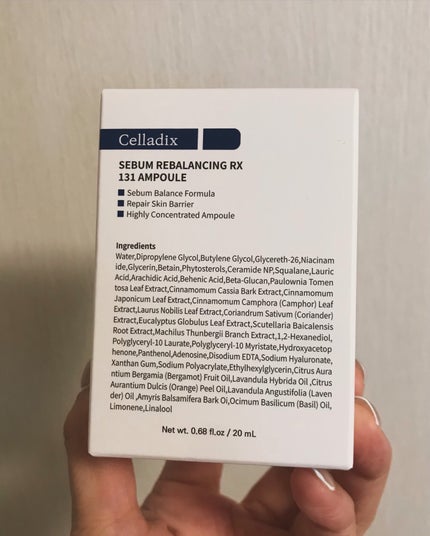 Celladix
SEBUM REBALANCING RX
131 AMPOULE
Sebum Balance Formula
Repair Skin Barrier
Highly Concentrated Ampoule
Ingredients
Water,Dipropylene Glycol,Butylene Glycol,Glycereth-26,Niacinam
ide,Glycerin,Betain,Phytosterols,Ceramide NP,Squalane,Lauric
Acid,Arachidic Acid,Behenic Acid,Beta-Glucan,Paulownia Tomen
tosa Leaf Extract,Cinnamomum Cassia Bark Extract,Cinnamomum
Japonicum Leaf Extract,Cinnamomum Camphora (Camphor) Leaf
Extract,Laurus Nobilis Leaf Extract,Coriandrum Sativum (Coriander)
Extract,Eucalyptus Globulus Leaf Extract,Scutellaria Baicalensis
Root Extract,Machilus Thunbergii Branch Extract,1,2-Hexanediol,
Polyglyceryl-10 Laurate,Polyglyceryl-10 Myristate,Hydroxyacetop
henone,Panthenol,Adenosine,Disodium EDTA,Sodium Hyaluronate,
Xanthan Gum,Sodium Polyacrylate,Ethylhexylglycerin,Citrus Aura
ntium Bergamia (Bergamot) Fruit Oil,Lavandula Hybrida Oil ,Citrus
Aurantium Dulcis (Orange) Peel Oil,Lavandula Angustifolia (Laven
der) Oil ,Amyris Balsamifera Bark Oi,Ocimum Basilicum (Basil) Oil,
Limonene,Linalool
Net wt. 0.68 fl.oz / 20 mL